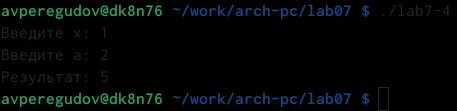 avperegudov@dk8n76 ~/work/arch-pc/lab07 $ ./lab7-4
Введите x: 1
Введите a: 2
Результат: 5
avperegudov@dk8n76 ~/work/arch-pc/lab07 $